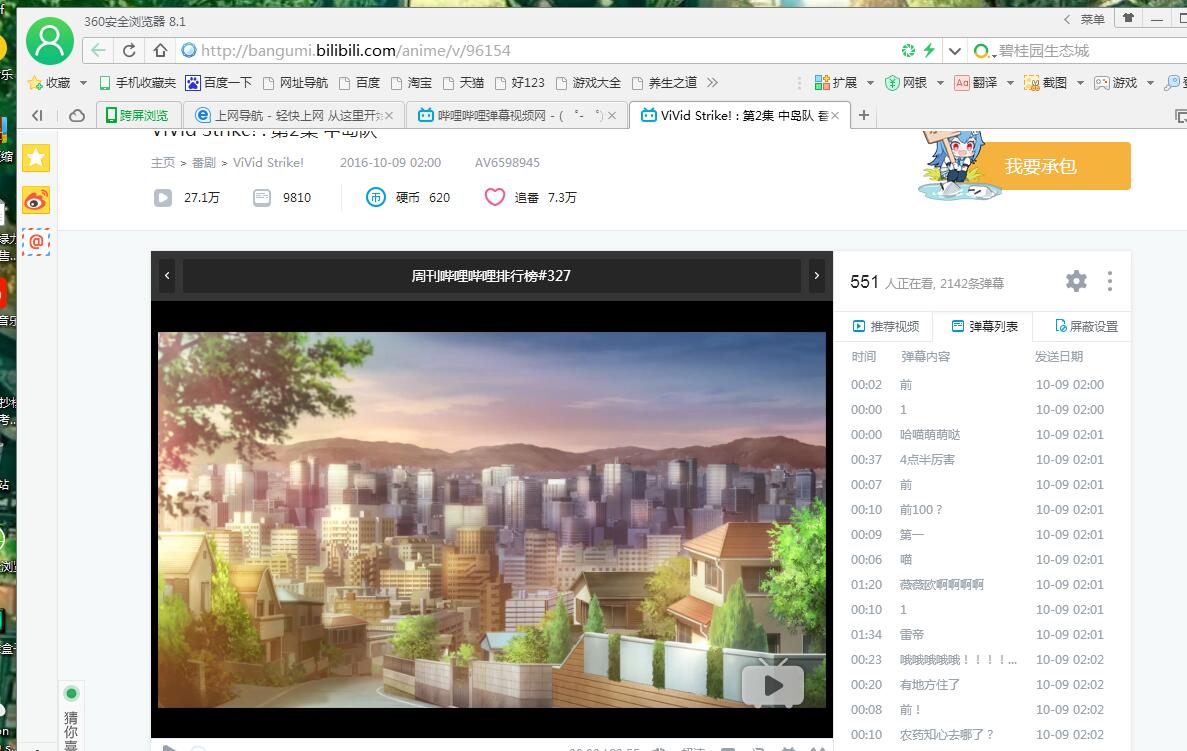 360安全浏览器 8.1
菜单
http://bangumi.bilibili.com/anime/v/96154
碧桂园生态城
收藏 手机收藏夹 百度一下 网址导航 百度 淘宝 天猫 好123 游戏大全 养生之道 »
扩展 网银 Aあ 翻译 截图 游戏
跨屏浏览 上网导航 - 轻快上网 从这里开 哔哩哔哩弹幕视频网 - ( ゜- ゜) ViVid Strike! : 第2集 中岛队 看
ViVid Strike! : 第2集 中岛队
主页 > 番剧 > ViVid Strike! 2016-10-09 02:00 AV6598945
我要承包
27.1万 9810 硬币 620 追番 7.3万
周刊哔哩哔哩排行榜#327
551 人正在看, 2142条弹幕
推荐视频 弹幕列表 屏蔽设置
时间 弹幕内容 发送日期
00:02 前 10-09 02:00
00:00 1 10-09 02:00
00:00 哈喵萌萌哒 10-09 02:01
00:37 4点半厉害 10-09 02:01
00:07 前 10-09 02:01
00:10 前100？ 10-09 02:01
00:09 第一 10-09 02:01
00:06 喵 10-09 02:01
01:20 薇薇欧啊啊啊啊 10-09 02:01
00:10 1 10-09 02:01
01:34 雷帝 10-09 02:01
00:23 哦哦哦哦哦！！！！... 10-09 02:02
00:20 有地方住了 10-09 02:02
00:08 前！ 10-09 02:02
00:10 农药知心去哪了？ 10-09 02:02
猜你喜